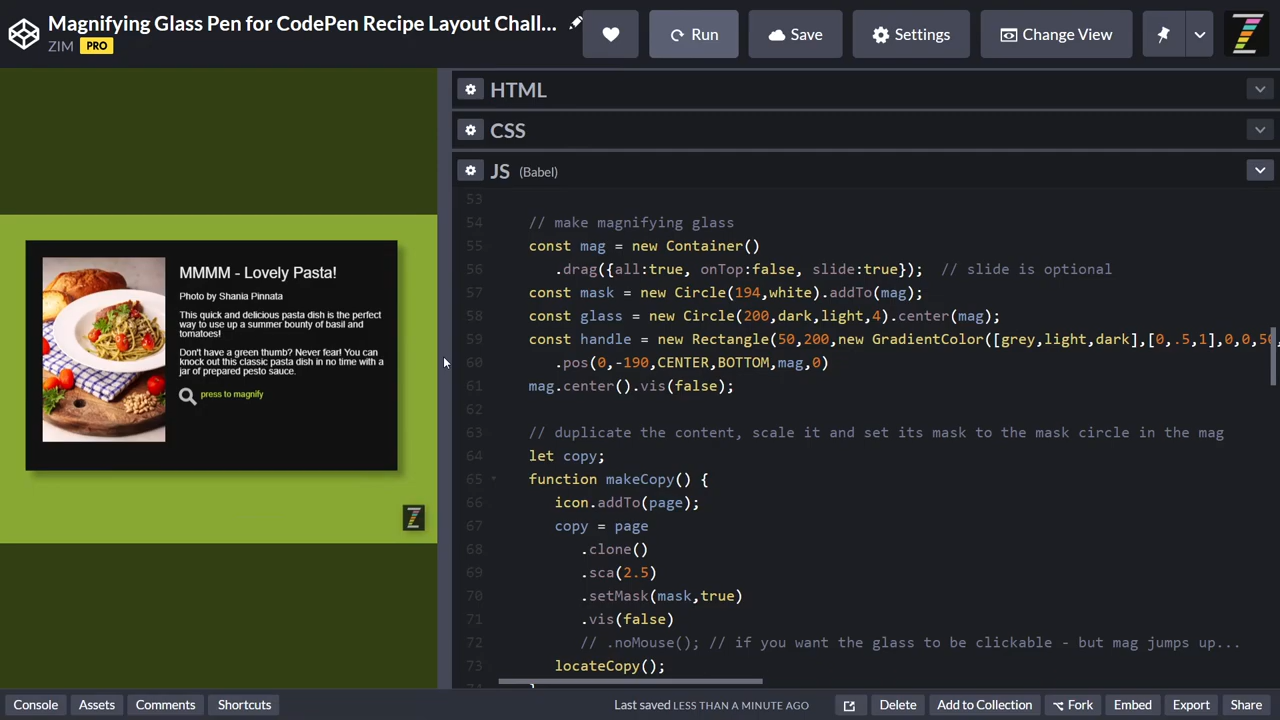 Magnifying Glass Pen for CodePen Recipe Layout Chall...
ZIM PRO
Run
Save
Settings
Change View
MMMM - Lovely Pasta!
Photo by Shania Pinnata
This quick and delicious pasta dish is the perfect
way to use up a summer bounty of basil and
tomatoes!
Don't have a green thumb? Never fear! You can
knock out this classic pasta dish in no time with a
jar of prepared pesto sauce.
press to magnify
HTML
CSS
JS (Babel)
53
54 // make magnifying glass
55 const mag = new Container()
56 .drag({all:true, onTop:false, slide:true}); // slide is optional
57 const mask = new Circle(194,white).addTo(mag);
58 const glass = new Circle(200,dark,light,4).center(mag);
59 const handle = new Rectangle(50,200,new GradientColor([grey,light,dark],[0,.5,1],0,0,50,
60 .pos(0,-190,CENTER,BOTTOM,mag,0)
61 mag.center().vis(false);
62
63 // duplicate the content, scale it and set its mask to the mask circle in the mag
64 let copy;
65 function makeCopy() {
66 icon.addTo(page);
67 copy = page
68 .clone()
69 .sca(2.5)
70 .setMask(mask,true)
71 .vis(false)
72 // .noMouse(); // if you want the glass to be clickable - but mag jumps up...
73 locateCopy();
Console
Assets
Comments
Shortcuts
Last saved LESS THAN A MINUTE AGO
Delete
Add to Collection
Fork
Embed
Export
Share